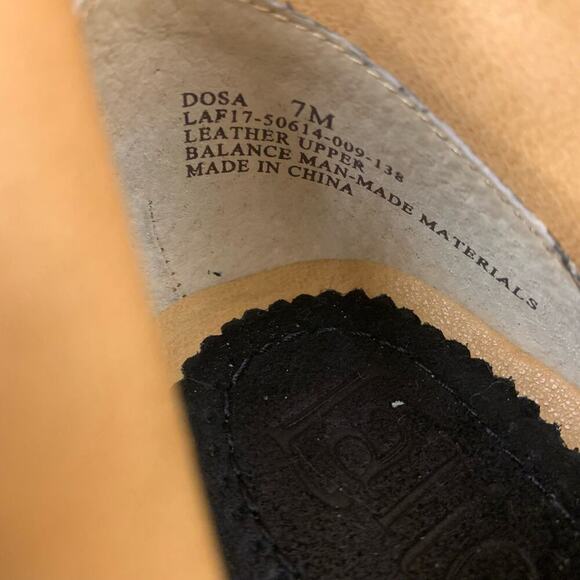 DOSA 7M
LAF17-50614-009-138
LEATHER UPPER
BALANCE MAN-MADE MATERIALS
MADE IN CHINA